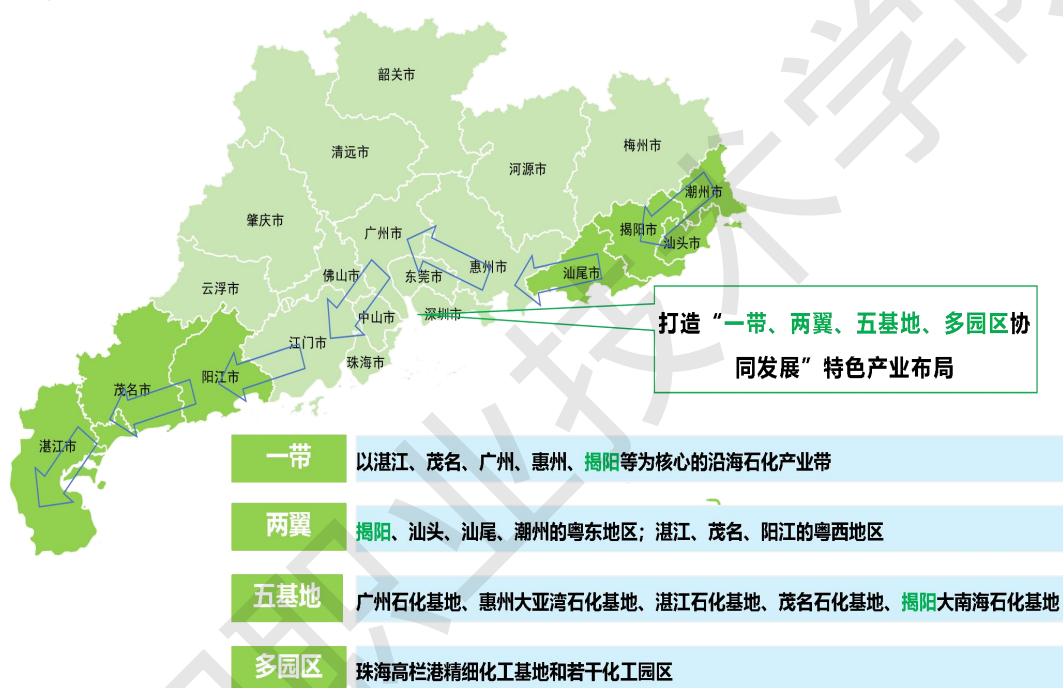 韶关市
清远市
河源市
梅州市
潮州市
肇庆市
广州市
揭阳市
汕头市
佛山市
东莞市
惠州市
汕尾市
云浮市
中山市
深圳市
江门市
珠海市
阳江市
茂名市
湛江市
打造“一带、两翼、五基地、多园区协
同发展”特色产业布局
一带
以湛江、茂名、广州、惠州、揭阳等为核心的沿海石化产业带
两翼
揭阳、汕头、汕尾、潮州的粤东地区；湛江、茂名、阳江的粤西地区
五基地
广州石化基地、惠州大亚湾石化基地、湛江石化基地、茂名石化基地、揭阳大南海石化基地
多园区
珠海高栏港精细化工基地和若干化工园区
职业技术学院